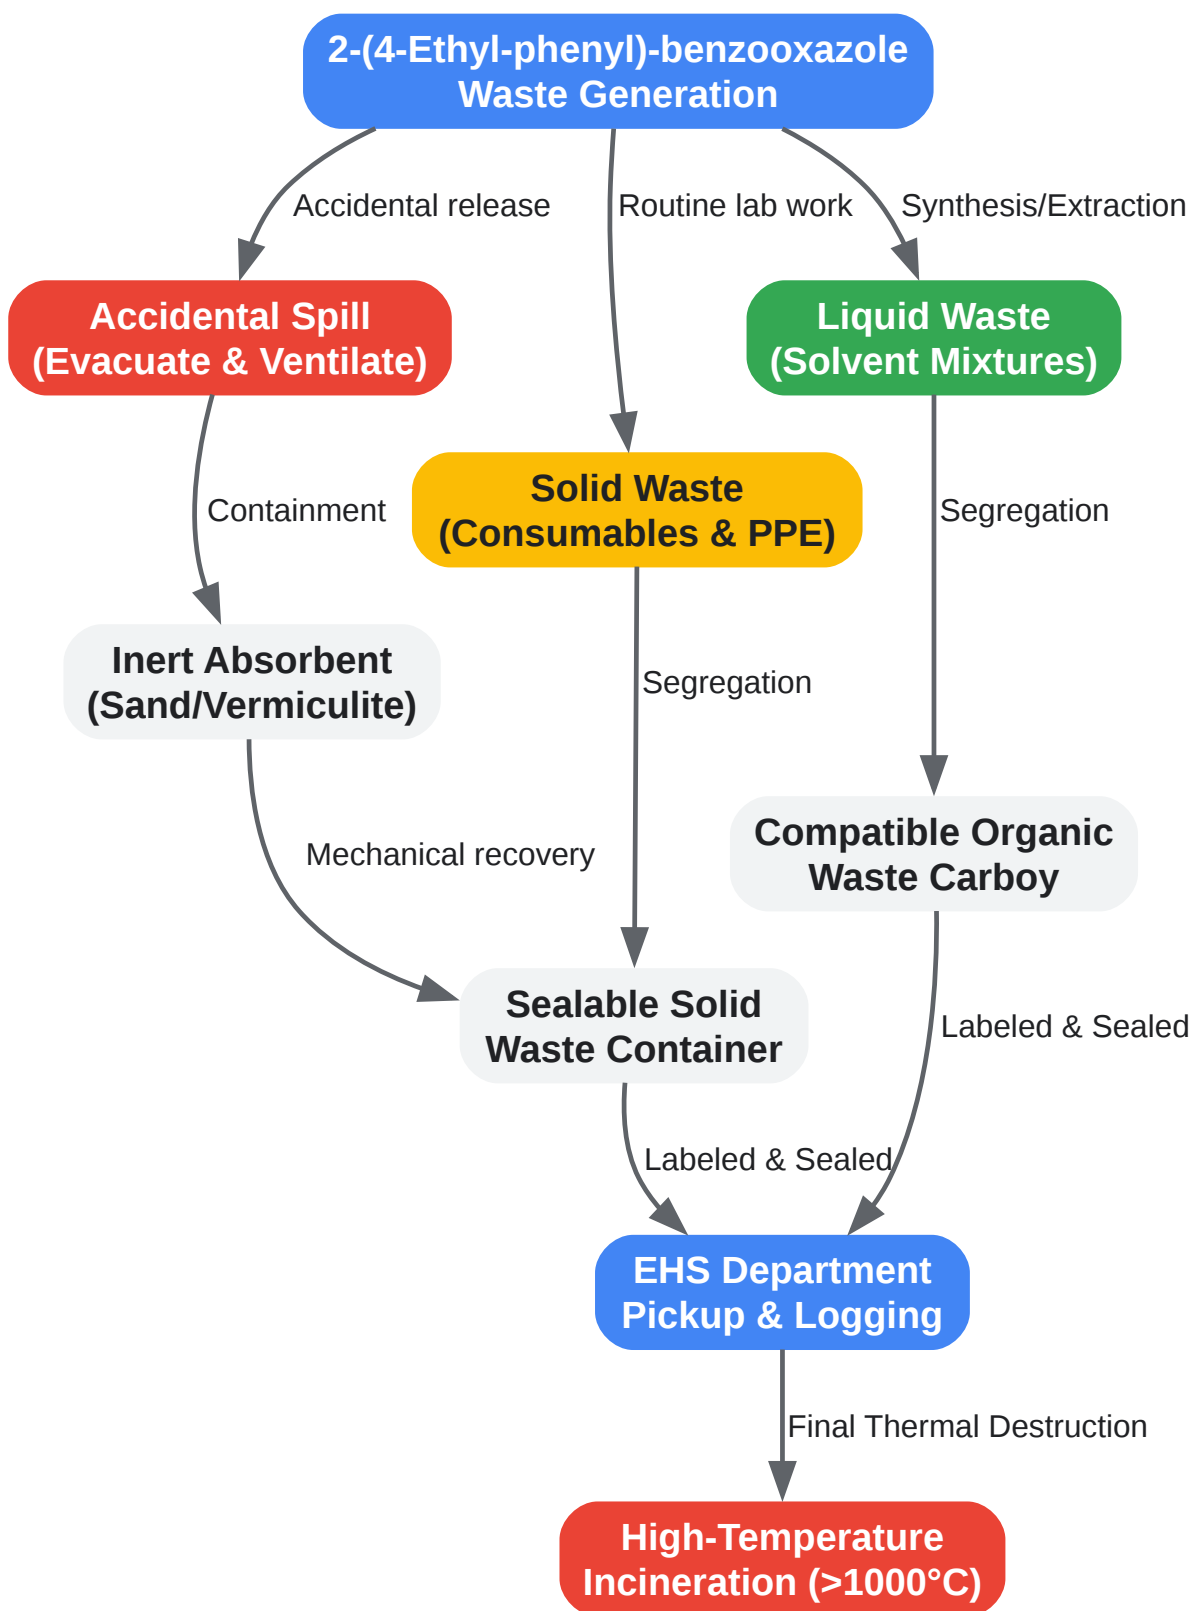 2-(4-Ethyl-phenyl)-benzooxazole
Waste Generation
Accidental release
Routine lab work
Synthesis/Extraction
Accidental Spill
(Evacuate & Ventilate)
Liquid Waste
(Solvent Mixtures)
Solid Waste
(Consumables & PPE)
Containment
Segregation
Inert Absorbent
(Sand/Vermiculite)
Segregation
Compatible Organic
Waste Carboy
Mechanical recovery
Sealable Solid
Waste Container
Labeled & Sealed
Labeled & Sealed
EHS Department
Pickup & Logging
Final Thermal Destruction
High-Temperature
Incineration (>1000°C)